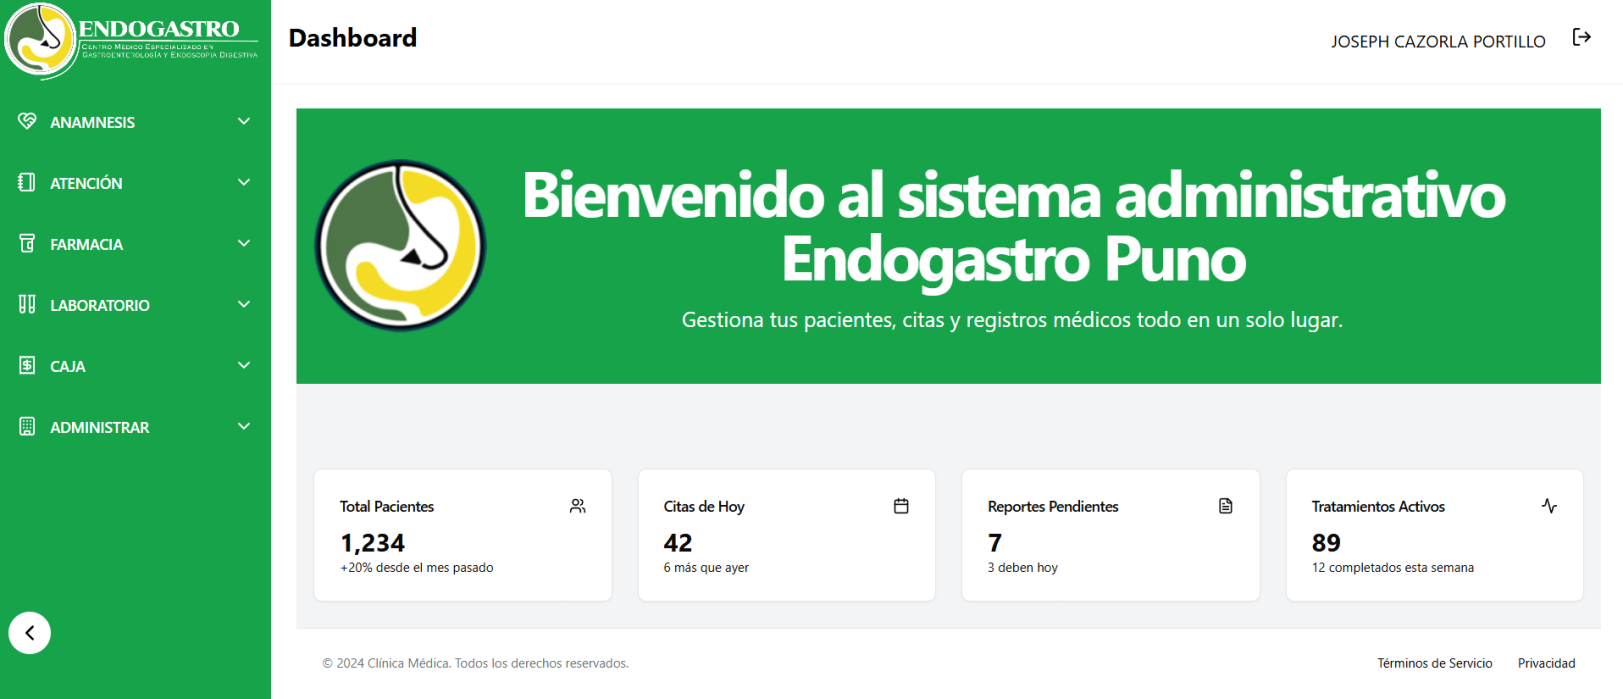 ENDOGASTRO
CENTRO MÉDICO ESPECIALIZADO EN
GASTROENTEROLOGÍA Y ENDOSCOPIA DIGESTIVA
Dashboard
JOSEPH CAZORLA PORTILLO
ANAMNESIS
ATENCIÓN
FARMACIA
LABORATORIO
CAJA
ADMINISTRAR
Bienvenido al sistema administrativo
Endogastro Puno
Gestiona tus pacientes, citas y registros médicos todo en un solo lugar.
Total Pacientes
1,234
+20% desde el mes pasado
Citas de Hoy
42
6 más que ayer
Reportes Pendientes
7
3 deben hoy
Tratamientos Activos
89
12 completados esta semana
© 2024 Clínica Médica. Todos los derechos reservados.
Términos de Servicio
Privacidad